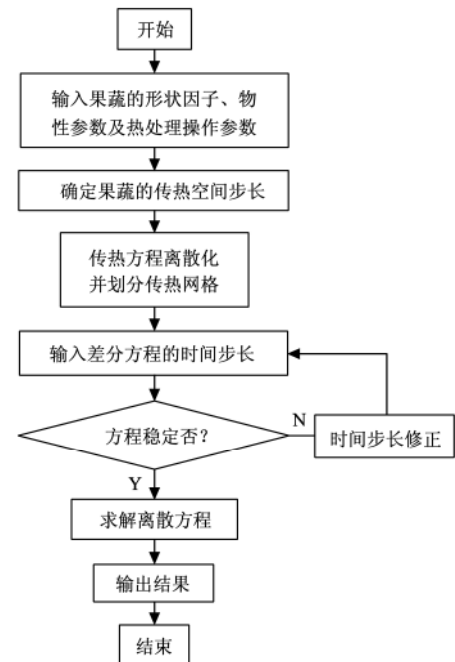 开始
输入果蔬的形状因子、物
性参数及热处理操作参数
确定果蔬的传热空间步长
传热方程离散化
并划分传热网格
输入差分方程的时间步长
方程稳定否?
N
时间步长修正
Y
求解离散方程
输出结果
结束